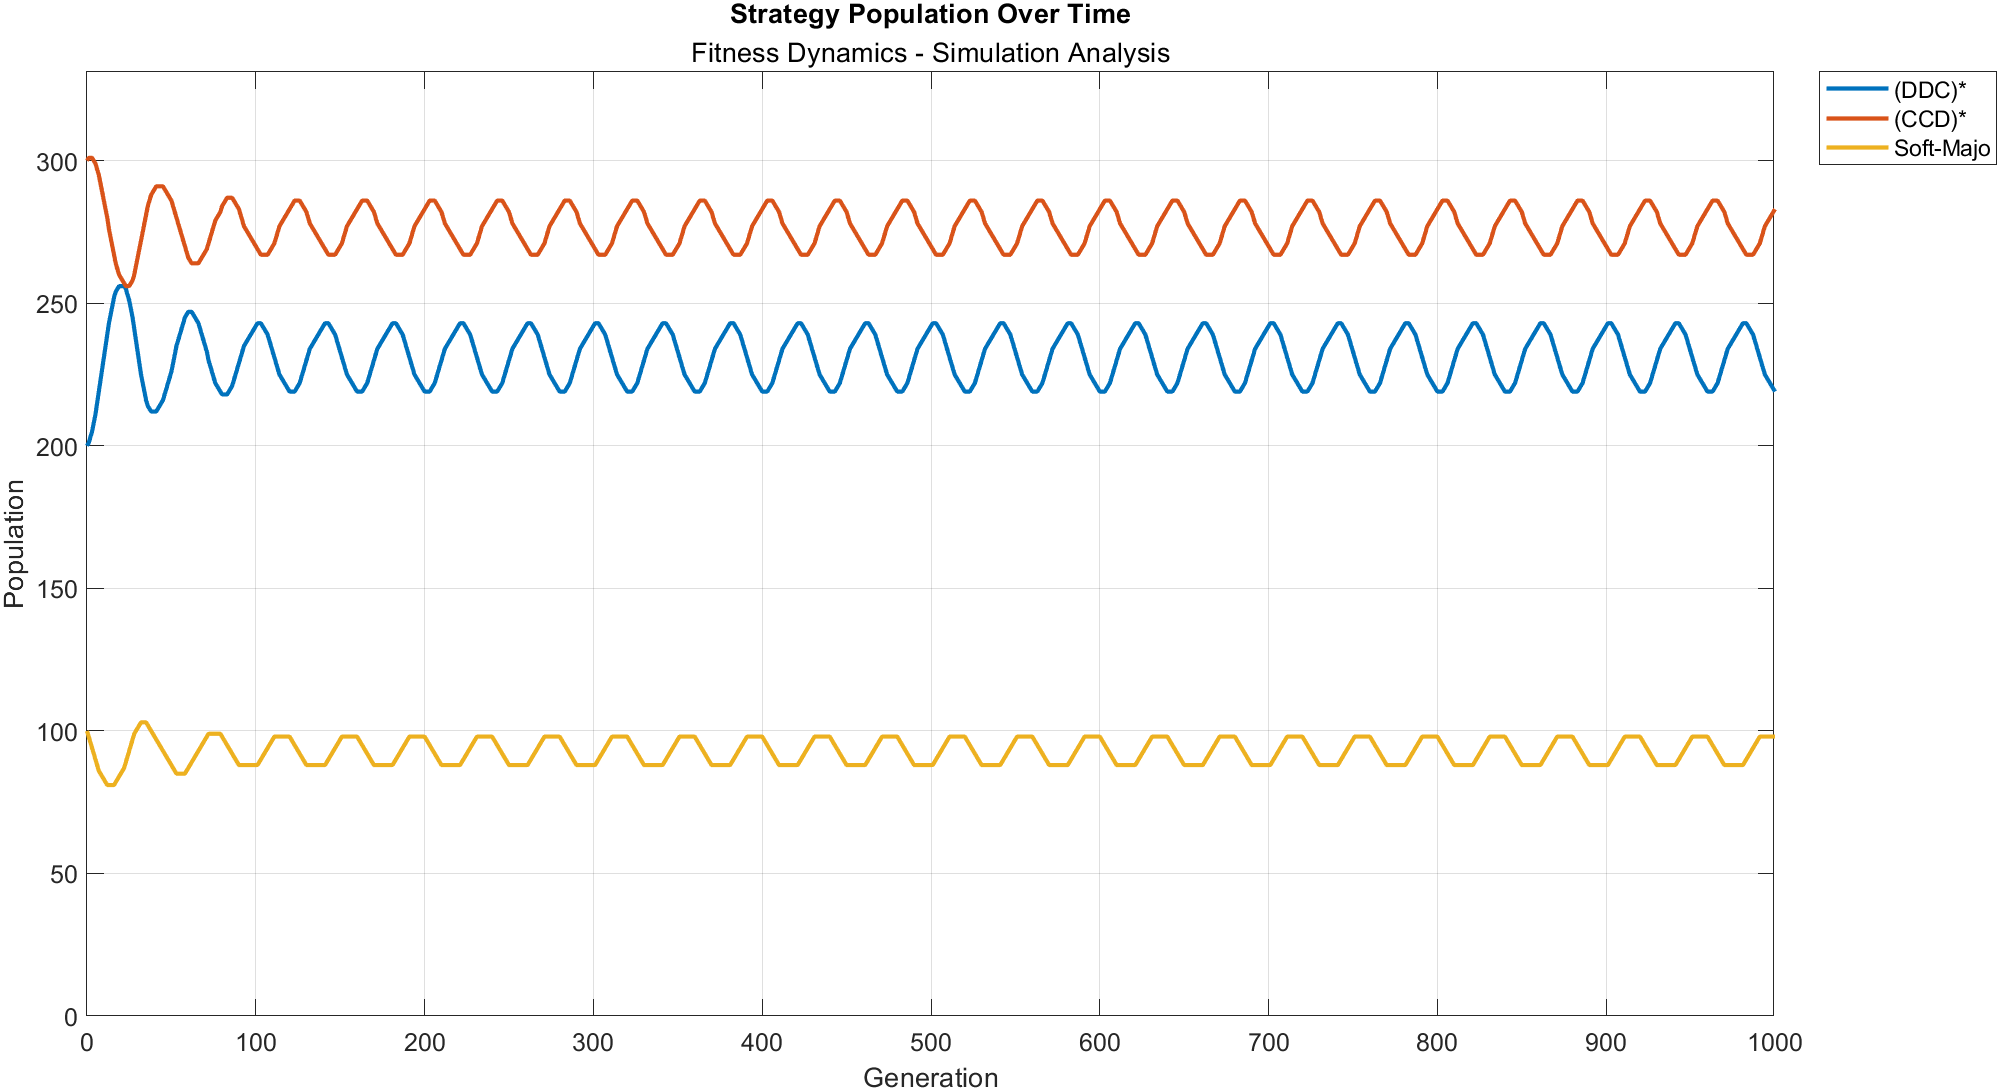 Strategy Population Over Time
Fitness Dynamics - Simulation Analysis
(DDC)*
(CCD)*
Soft-Majo
300
250
200
150
100
50
0
Population
0 100 200 300 400 500 600 700 800 900 1000
Generation